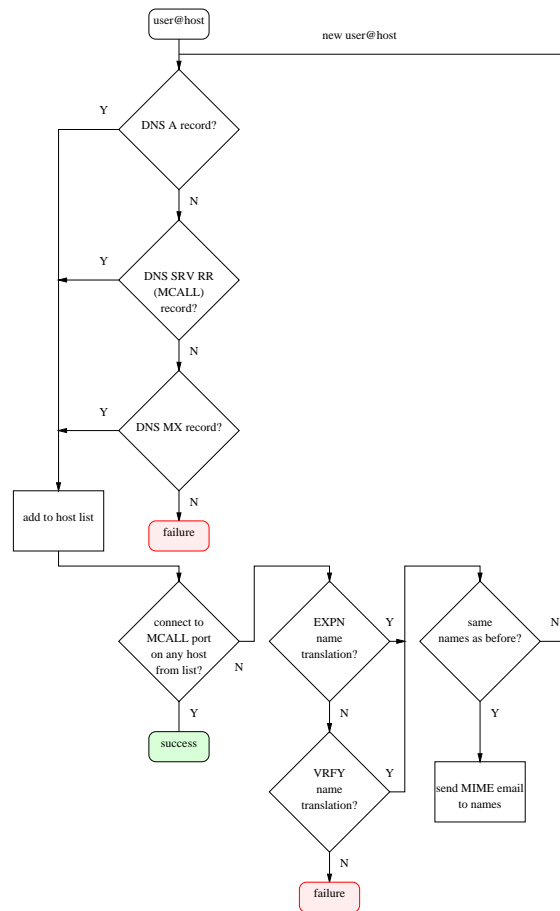 user@host
new user@host
DNS A record?
Y
N
DNS SRV RR
(MCALL)
record?
Y
N
DNS MX record?
Y
N
add to host list
failure
connect to
MCALL port
on any host
from list?
N
Y
success
EXPN
name
translation?
Y
N
same
names as before?
N
Y
VRFY
name
translation?
Y
N
send MIME email
to names
failure